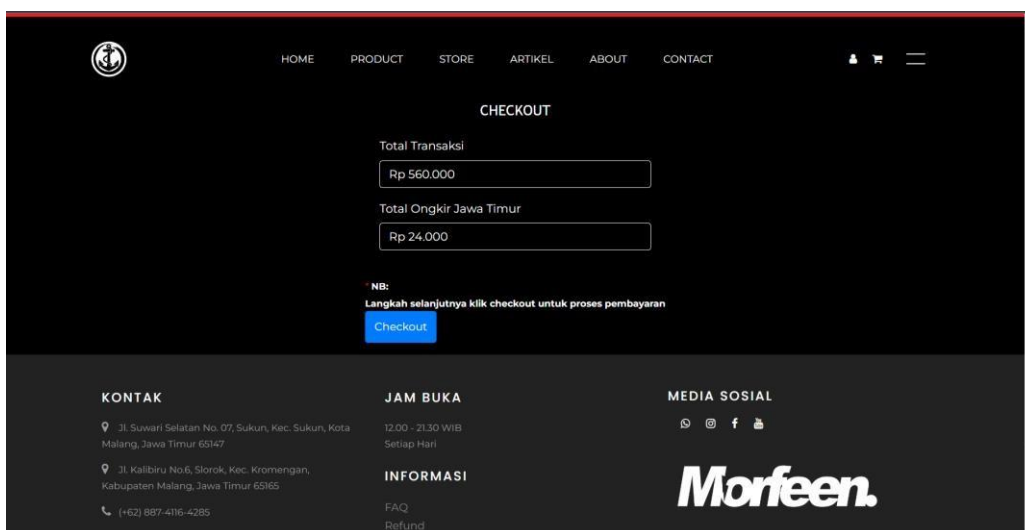 HOME PRODUCT STORE ARTIKEL ABOUT CONTACT
CHECKOUT
Total Transaksi
Rp 560.000
Total Ongkir Jawa Timur
Rp 24.000
* NB:
Langkah selanjutnya klik checkout untuk proses pembayaran
Checkout
KONTAK
Jl. Suwari Selatan No. 07, Sukun, Kec. Sukun, Kota
Malang, Jawa Timur 65147
Jl. Kalibiru No.6, Slorok, Kec. Kromengan,
Kabupaten Malang, Jawa Timur 65165
(+62) 887-4116-4285
JAM BUKA
12.00 - 21.30 WIB
Setiap Hari
INFORMASI
FAQ
Refund
MEDIA SOSIAL
Morfeen.